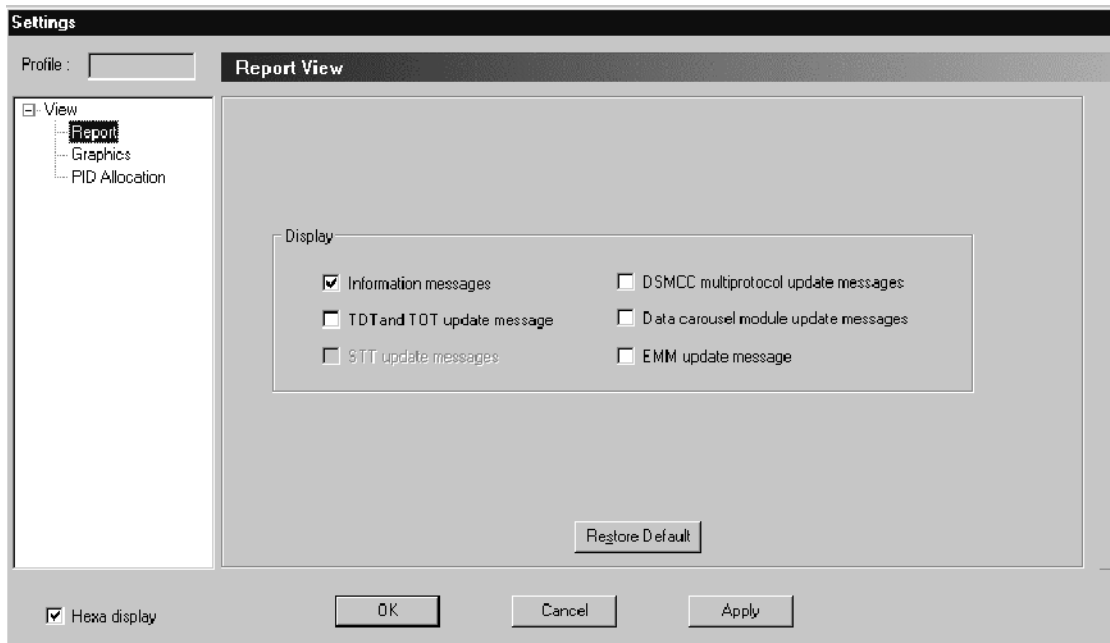 Settings
Profile :
Report View
View
Report
Graphics
PID Allocation
Display
Information messages
DSMCC multiprotocol update messages
TDTand TOT update message
Data carousel module update messages
STT update messages
EMM update message
Restore Default
Hexa display
OK
Cancel
Apply